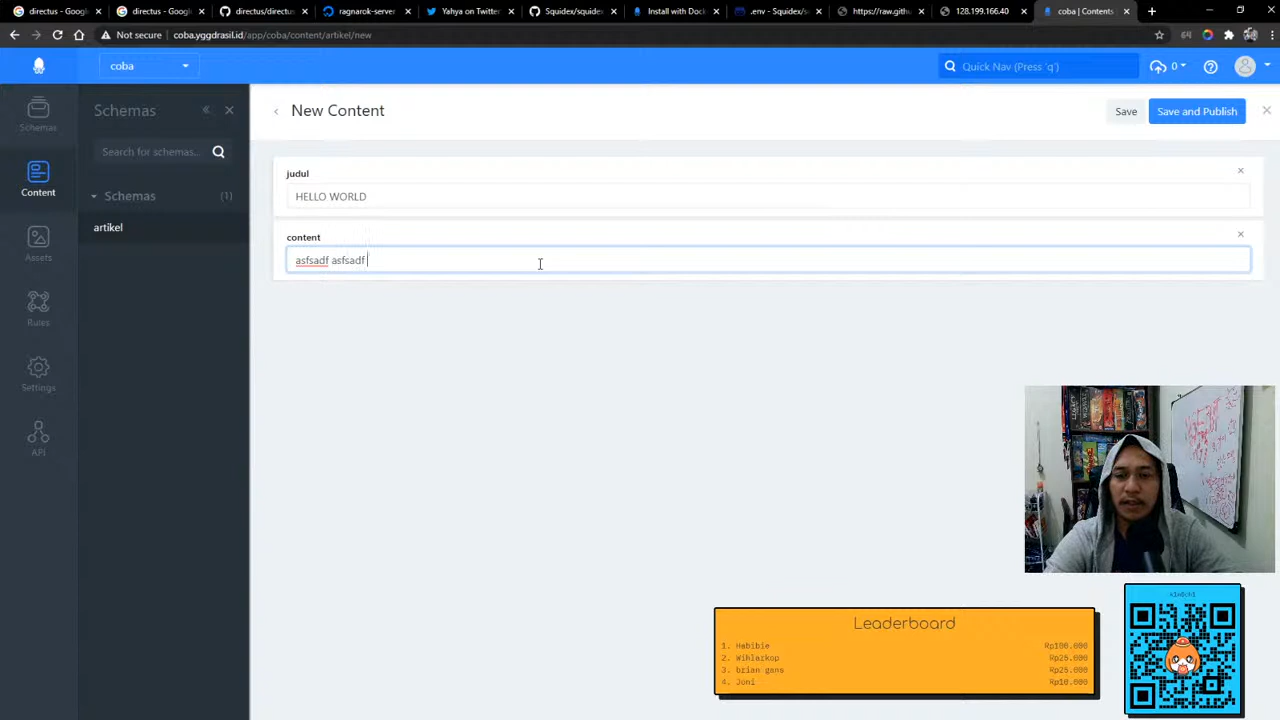 directus - Google
directus - Google
directus/directus
ragnarok-server
Yahya on Twitter
Squidex/squidex
Install with Dock
.env - Squidex/s
https://raw.githu
128.199.166.40
coba | Contents
Not secure
coba.yggdrasil.id/app/coba/content/artikel/new
coba
Quick Nav (Press 'q')
0
Schemas
Content
Assets
Rules
Settings
API
Schemas
Search for schemas...
Schemas (1)
artikel
New Content
Save
Save and Publish
judul
HELLO WORLD
content
asfsadf asfsadf
Leaderboard
1. Habibie Rp100.000
2. Wihlarkop Rp25.000
3. brian gans Rp25.000
4. Joni Rp10.000